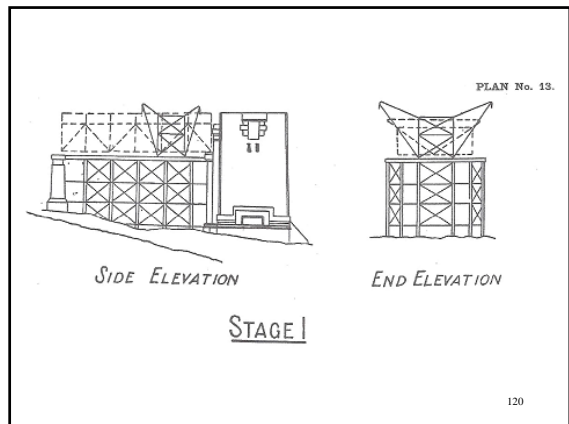 PLAN No. 13.
SIDE ELEVATION
END ELEVATION
STAGE I
120